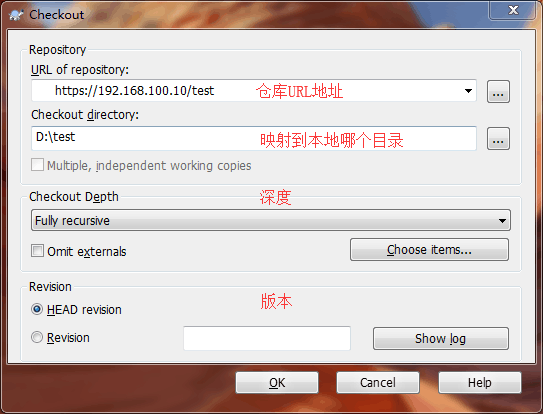 Checkout
Repository
URL of repository:
https://192.168.100.10/test 仓库URL地址
...
Checkout directory:
D:\test 映射到本地哪个目录
...
Multiple, independent working copies
Checkout Depth 深度
Fully recursive
Omit externals
Choose items...
Revision
版本
HEAD revision
Revision
Show log
OK Cancel Help